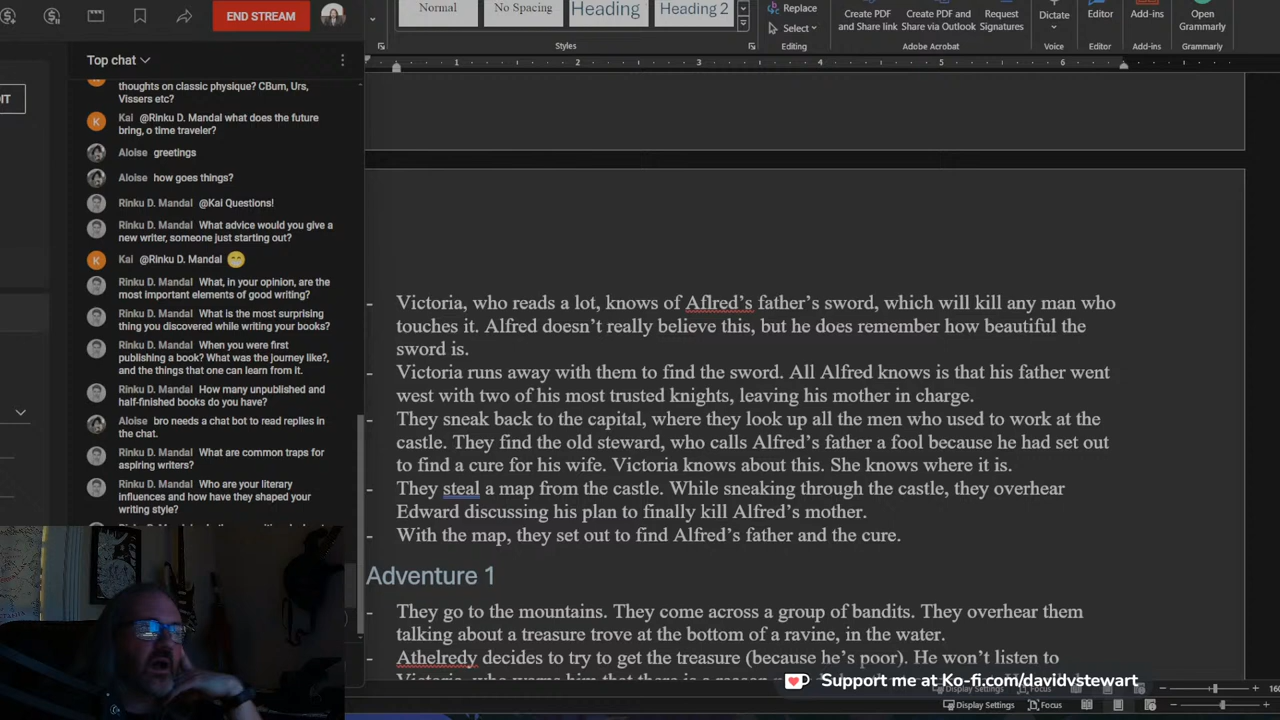 END STREAM
Normal
No Spacing
Heading
Heading 2
Replace
Select
Create PDF
and Share link
Create PDF and
Share via Outlook
Request
Signatures
Dictate
Editor
Add-ins
Open
Grammarly
Styles
Editing
Adobe Acrobat
Voice
Editor
Add-ins
Grammarly
1 2 3 4 5 6
Top chat
thoughts on classic physique? CBum, Urs,
Vissers etc?
Kai @Rinku D. Mandal what does the future
bring, o time traveler?
Aloise greetings
Aloise how goes things?
Rinku D. Mandal @Kai Questions!
Rinku D. Mandal What advice would you give a
new writer, someone just starting out?
Kai @Rinku D. Mandal 😁
Rinku D. Mandal What, in your opinion, are the
most important elements of good writing?
Rinku D. Mandal What is the most surprising
thing you discovered while writing your books?
Rinku D. Mandal When you were first
publishing a book? What was the journey like?,
and the things that one can learn from it.
Rinku D. Mandal How many unpublished and
half-finished books do you have?
Aloise bro needs a chat bot to read replies in
the chat.
Rinku D. Mandal What are common traps for
aspiring writers?
Rinku D. Mandal Who are your literary
influences and how have they shaped your
writing style?
- Victoria, who reads a lot, knows of Aflred’s father’s sword, which will kill any man who
touches it. Alfred doesn’t really believe this, but he does remember how beautiful the
sword is.
- Victoria runs away with them to find the sword. All Alfred knows is that his father went
west with two of his most trusted knights, leaving his mother in charge.
- They sneak back to the capital, where they look up all the men who used to work at the
castle. They find the old steward, who calls Alfred’s father a fool because he had set out
to find a cure for his wife. Victoria knows about this. She knows where it is.
- They steal a map from the castle. While sneaking through the castle, they overhear
Edward discussing his plan to finally kill Alfred’s mother.
- With the map, they set out to find Alfred’s father and the cure.
Adventure 1
- They go to the mountains. They come across a group of bandits. They overhear them
talking about a treasure trove at the bottom of a ravine, in the water.
- Athelredy decides to try to get the treasure (because he’s poor). He won’t listen to
Support me at Ko-fi.com/davidvstewart
Display Settings
Focus
Display Settings
Focus